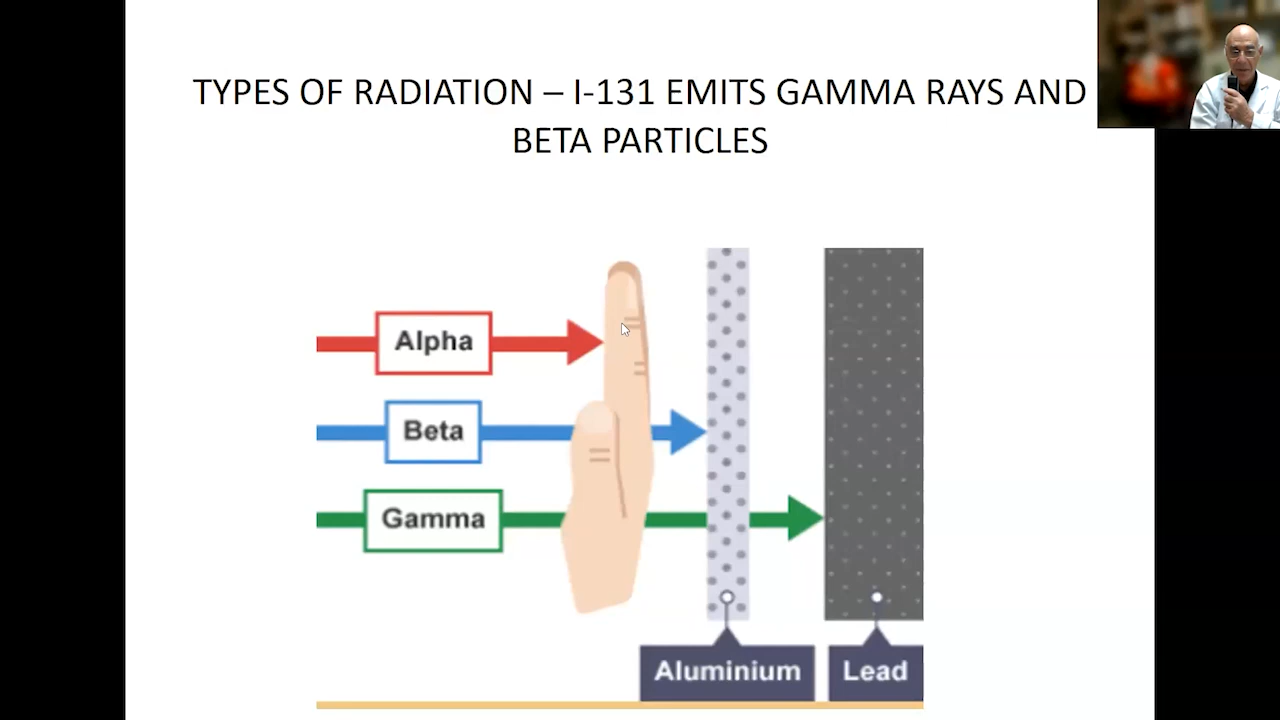 TYPES OF RADIATION – I-131 EMITS GAMMA RAYS AND
BETA PARTICLES
Alpha
Beta
Gamma
Aluminium
Lead